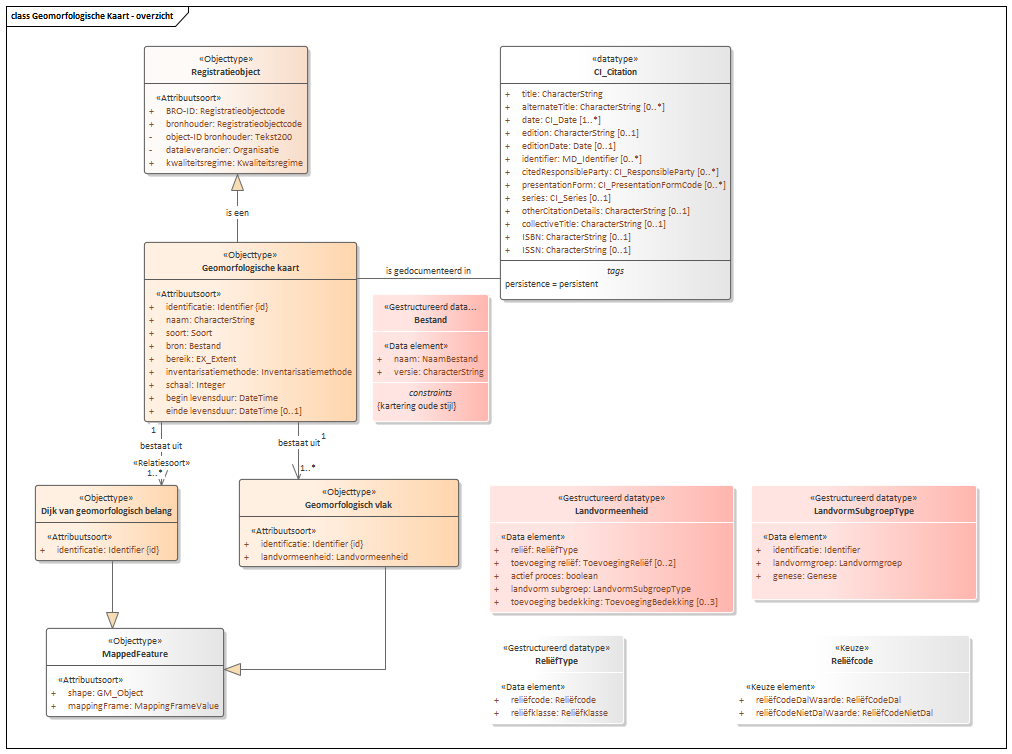 class Geomorfologische Kaart - overzicht
«Objecttype»
Registratieobject
«Attribuutsoort»
+ BRO-ID: Registratieobjectcode
+ bronhouder: Registratieobjectcode
- object-ID bronhouder: Tekst200
- dataleverancier: Organisatie
+ kwaliteitsregime: Kwaliteitsregime
«datatype»
CI_Citation
+ title: CharacterString
+ alternateTitle: CharacterString [0..*]
+ date: CI_Date [1..*]
+ edition: CharacterString [0..1]
+ editionDate: Date [0..1]
+ identifier: MD_Identifier [0..*]
+ citedResponsibleParty: CI_ResponsibleParty [0..*]
+ presentationForm: CI_PresentationFormCode [0..*]
+ series: CI_Series [0..1]
+ otherCitationDetails: CharacterString [0..1]
+ collectiveTitle: CharacterString [0..1]
+ ISBN: CharacterString [0..1]
+ ISSN: CharacterString [0..1]
tags
persistence = persistent
is een
«Objecttype»
Geomorfologische kaart
«Attribuutsoort»
+ identificatie: Identifier {id}
+ naam: CharacterString
+ soort: Soort
+ bron: Bestand
+ bereik: EX_Extent
+ inventarisatiemethode: Inventarisatiemethode
+ schaal: Integer
+ begin levensduur: DateTime
+ einde levensduur: DateTime [0..1]
is gedocumenteerd in
«Gestructureerd data...
Bestand
«Data element»
+ naam: NaamBestand
+ versie: CharacterString
constraints
{kartering oude stijl}
1
bestaat uit
«Relatiesoort»
1..*
1
bestaat uit
1..*
«Objecttype»
Dijk van geomorfologisch belang
«Attribuutsoort»
+ identificatie: Identifier {id}
«Objecttype»
Geomorfologisch vlak
«Attribuutsoort»
+ identificatie: Identifier {id}
+ landvormeenheid: Landvormeenheid
«Gestructureerd datatype»
Landvormeenheid
«Data element»
+ reliëf: ReliëfType
+ toevoeging reliëf: ToevoegingReliëf [0..2]
+ actief proces: boolean
+ landvorm subgroep: LandvormSubgroepType
+ toevoeging bedekking: ToevoegingBedekking [0..3]
«Gestructureerd datatype»
LandvormSubgroepType
«Data element»
+ identificatie: Identifier
+ landvormgroep: Landvormgroep
+ genese: Genese
«Objecttype»
MappedFeature
«Attribuutsoort»
+ shape: GM_Object
+ mappingFrame: MappingFrameValue
«Gestructureerd datatype»
ReliëfType
«Data element»
+ reliëfcode: Reliëfcode
+ reliëfklasse: ReliëfKlasse
«Keuze»
Reliëfcode
«Keuze element»
+ reliëfCodeDalWaarde: ReliëfCodeDal
+ reliëfCodeNietDalWaarde: ReliëfCodeNietDal